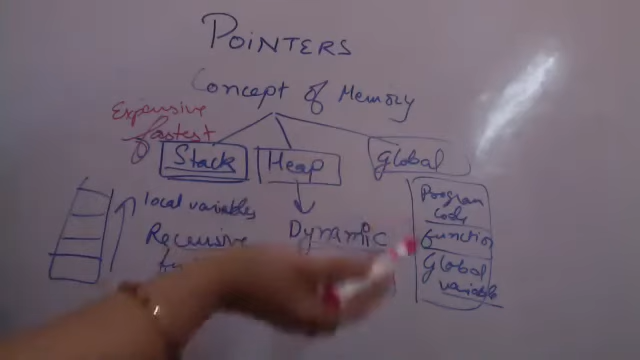 POINTERS
Concept of Memory
Expensive
fastest
Stack
Heap
Global
local variables
Recursive
Dynamic
Program
code
function
Global
variable